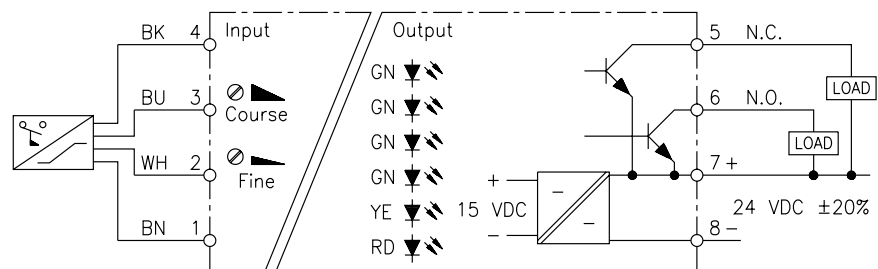 BK 4 Input Output 5 N.C.
GN
LOAD
BU 3 GN 6 N.O.
Course
GN LOAD
WH 2 GN 7 +
Fine
+ – YE 15 VDC – – 24 VDC ±20%
BN 1 RD 8 –